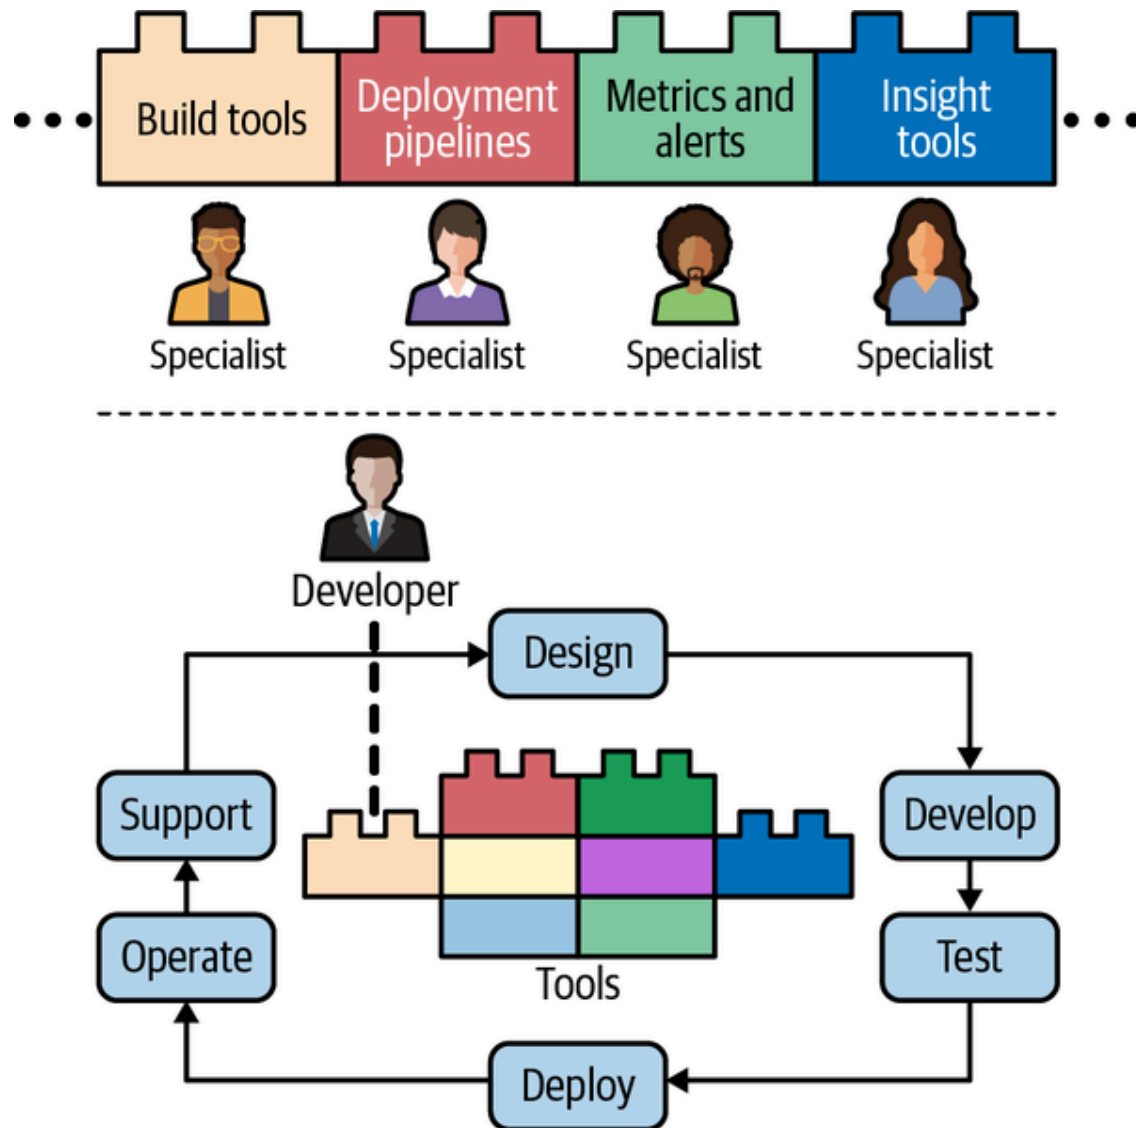 Build tools
Deployment
pipelines
Metrics and
alerts
Insight
tools
Specialist
Specialist
Specialist
Specialist
Developer
Design
Support
Develop
Operate
Test
Tools
Deploy